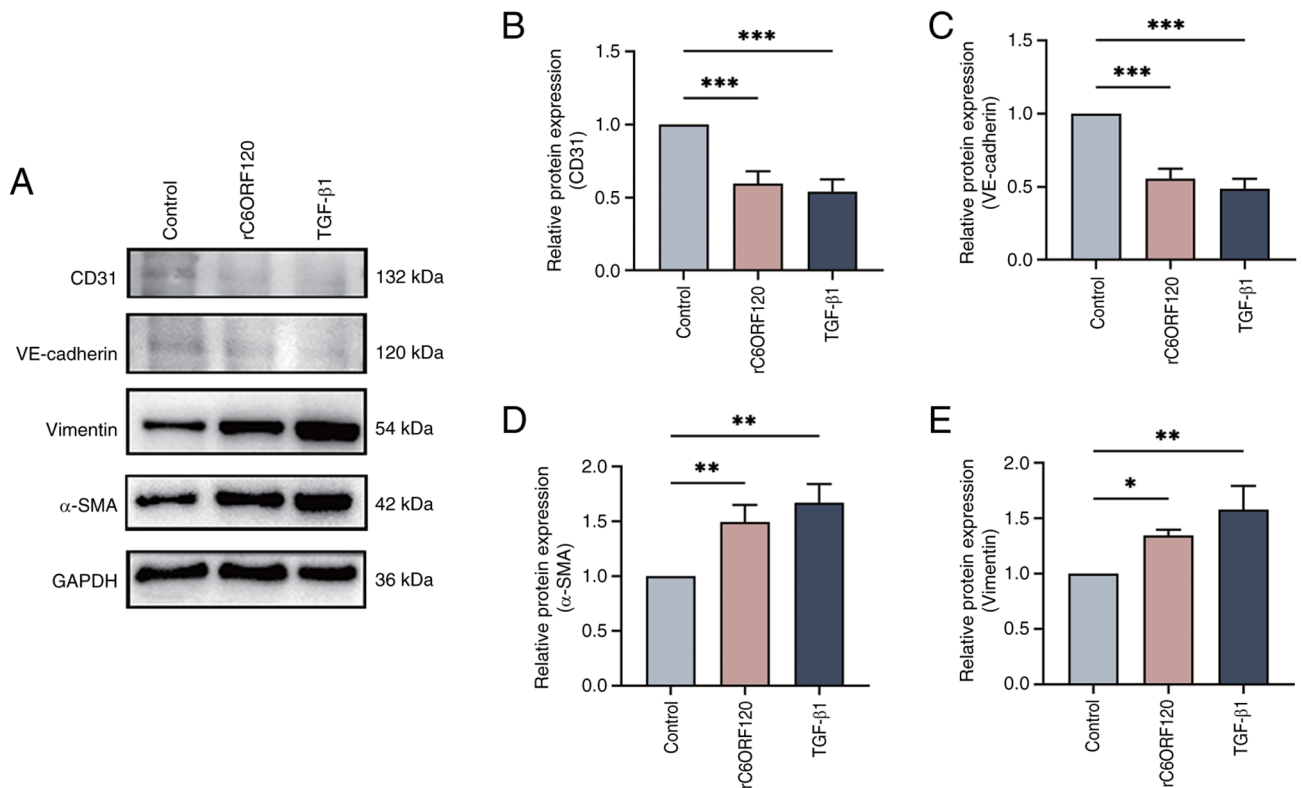 A
Control
rC6ORF120
TGF-β1
CD31
132 kDa
VE-cadherin
120 kDa
Vimentin
54 kDa
α-SMA
42 kDa
GAPDH
36 kDa
B
Relative protein expression
(CD31)
1.5
1.0
0.5
0.0
***
***
Control
rC6ORF120
TGF-β1
C
Relative protein expression
(VE-cadherin)
1.5
1.0
0.5
0.0
***
***
Control
rC6ORF120
TGF-β1
D
Relative protein expression
(α-SMA)
2.0
1.5
1.0
0.5
0.0
**
**
Control
rC6ORF120
TGF-β1
E
Relative protein expression
(Vimentin)
2.0
1.5
1.0
0.5
0.0
**
*
Control
rC6ORF120
TGF-β1